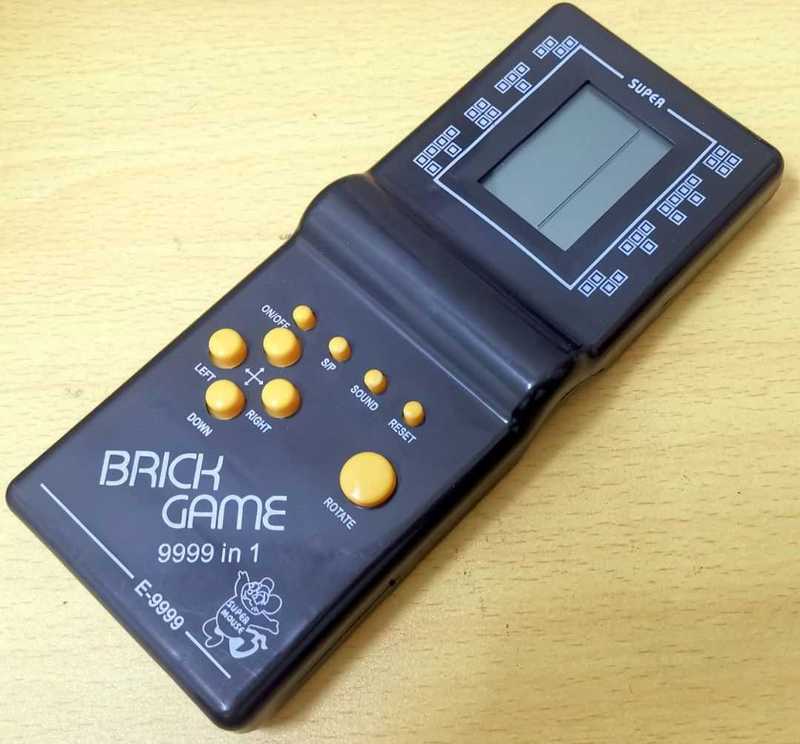 SUPER
ON/OFF
S/P
SOUND
RESET
LEFT
RIGHT
DOWN
ROTATE
BRICK
GAME
9999 in 1
E-9999
SUPER
MOUSE